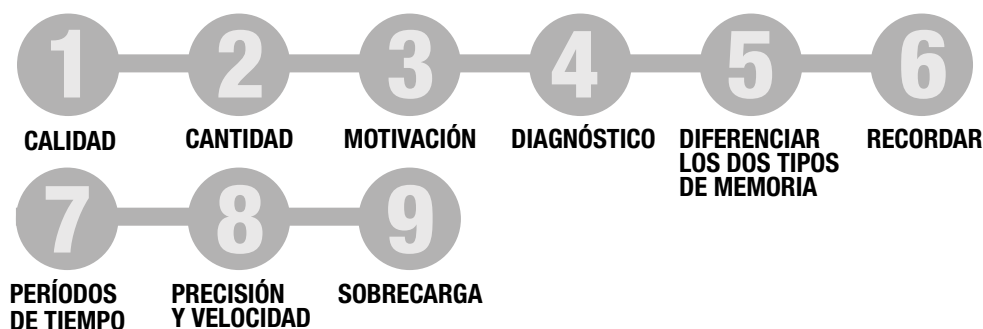 1 2 3 4 5 6
CALIDAD CANTIDAD MOTIVACIÓN DIAGNÓSTICO DIFERENCIAR RECORDAR
LOS DOS TIPOS
DE MEMORIA
7 8 9
PERÍODOS PRECISIÓN SOBRECARGA
DE TIEMPO Y VELOCIDAD